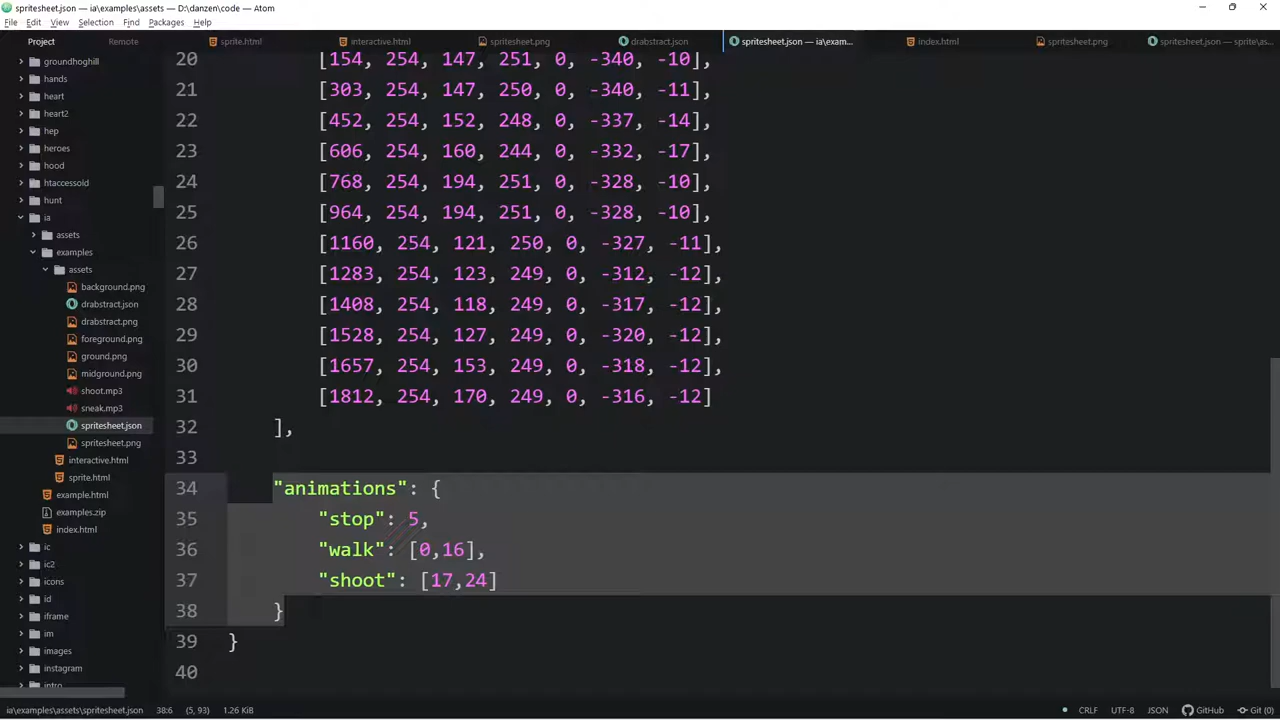 spritesheet.json — ia\examples\assets — D:\danzen\code — Atom
File Edit View Selection Find Packages Help
Project Remote
sprite.html interactive.html spritesheet.png drabstract.json spritesheet.json — ia\exam... index.html spritesheet.png spritesheet.json — sprite\as...
groundhoghill
hands
heart
heart2
hep
heroes
hood
htaccessold
hunt
ia
assets
examples
assets
background.png
drabstract.json
drabstract.png
foreground.png
ground.png
midground.png
shoot.mp3
sneak.mp3
spritesheet.json
spritesheet.png
interactive.html
sprite.html
example.html
examples.zip
index.html
ic
ic2
icons
id
iframe
im
images
instagram
intro
20 [154, 254, 147, 251, 0, -340, -10],
21 [303, 254, 147, 250, 0, -340, -11],
22 [452, 254, 152, 248, 0, -337, -14],
23 [606, 254, 160, 244, 0, -332, -17],
24 [768, 254, 194, 251, 0, -328, -10],
25 [964, 254, 194, 251, 0, -328, -10],
26 [1160, 254, 121, 250, 0, -327, -11],
27 [1283, 254, 123, 249, 0, -312, -12],
28 [1408, 254, 118, 249, 0, -317, -12],
29 [1528, 254, 127, 249, 0, -320, -12],
30 [1657, 254, 153, 249, 0, -318, -12],
31 [1812, 254, 170, 249, 0, -316, -12]
32 ],
33
34 "animations": {
35 "stop": 5,
36 "walk": [0,16],
37 "shoot": [17,24]
38 }
39 }
40
ia\examples\assets\spritesheet.json 38:6 (5, 93) 1.26 KiB CRLF UTF-8 JSON GitHub Git (0)